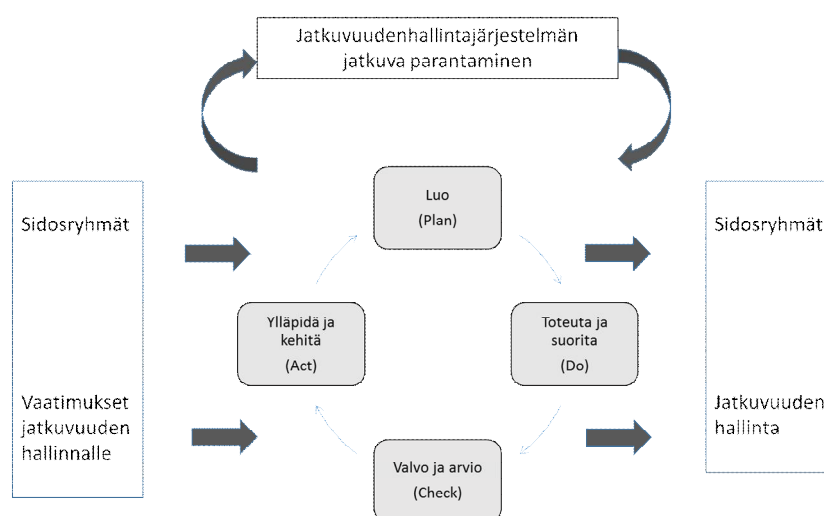 Jatkuvuudenhallintajärjestelmän
jatkuva parantaminen
Luo
(Plan)
Sidosryhmät
Sidosryhmät
Ylläpidä ja
kehitä
(Act)
Toteuta ja
suorita
(Do)
Vaatimukset
jatkuvuuden
hallinnalle
Jatkuvuuden
hallinta
Valvo ja arvio
(Check)